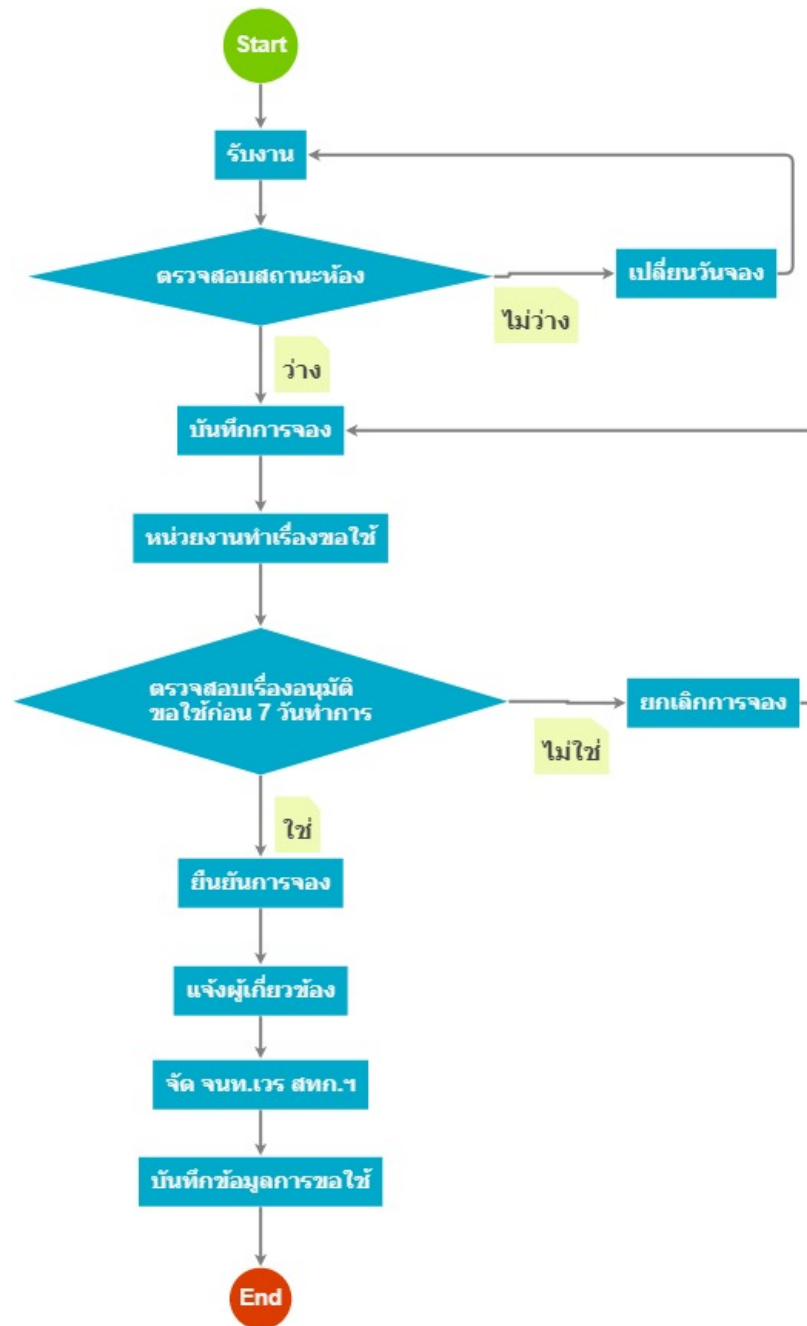 Start
รับงาน
ตรวจสอบสถานะห้อง
เปลี่ยนวันจอง
ไม่ว่าง
ว่าง
บันทึกการจอง
หน่วยงานทำเรื่องขอใช้
ตรวจสอบเรื่องอนุมัติ
ขอใช้ก่อน 7 วันทำการ
ยกเลิกการจอง
ไม่ใช่
ใช่
ยืนยันการจอง
แจ้งผู้เกี่ยวข้อง
จัด จนท.เวร สทก.ฯ
บันทึกข้อมูลการขอใช้
End